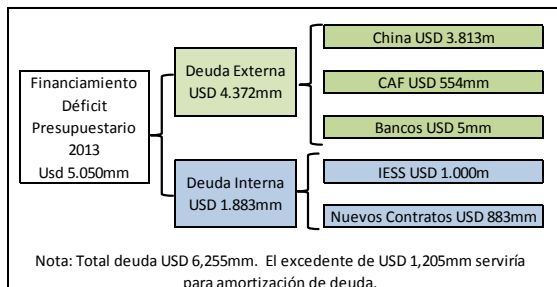 Financiamiento
Déficit
Presupuestario
2013
Usd 5.050mm
Deuda Externa
USD 4.372mm
China USD 3.813m
CAF USD 554mm
Bancos USD 5mm
Deuda Interna
USD 1.883mm
IESS USD 1.000m
Nuevos Contratos USD 883mm
Nota: Total deuda USD 6,255mm. El excedente de USD 1,205mm serviría
para amortización de deuda.